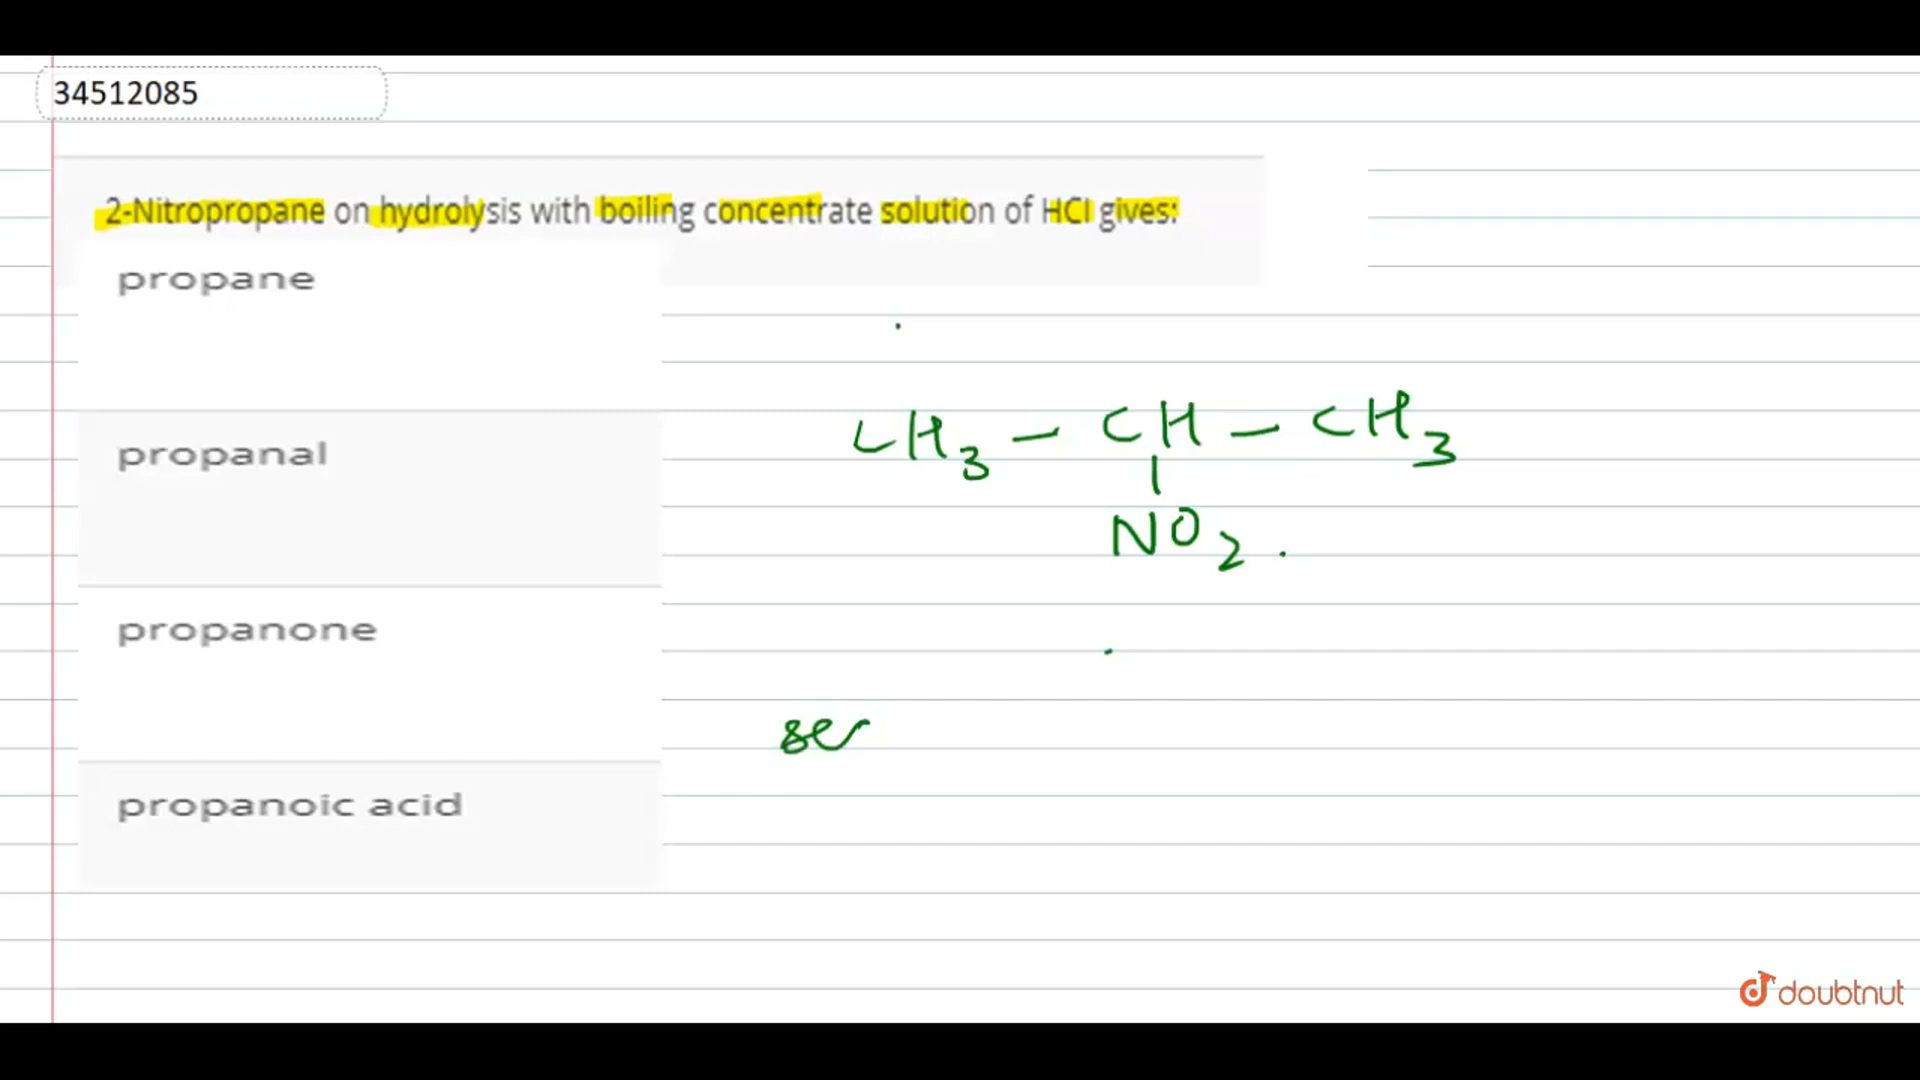 34512085
2-Nitropropane on hydrolysis with boiling concentrate solution of HCl gives:
propane
propanal
propanone
propanoic acid
CH3 - CH - CH3
|
NO2 .
se
doubtnut